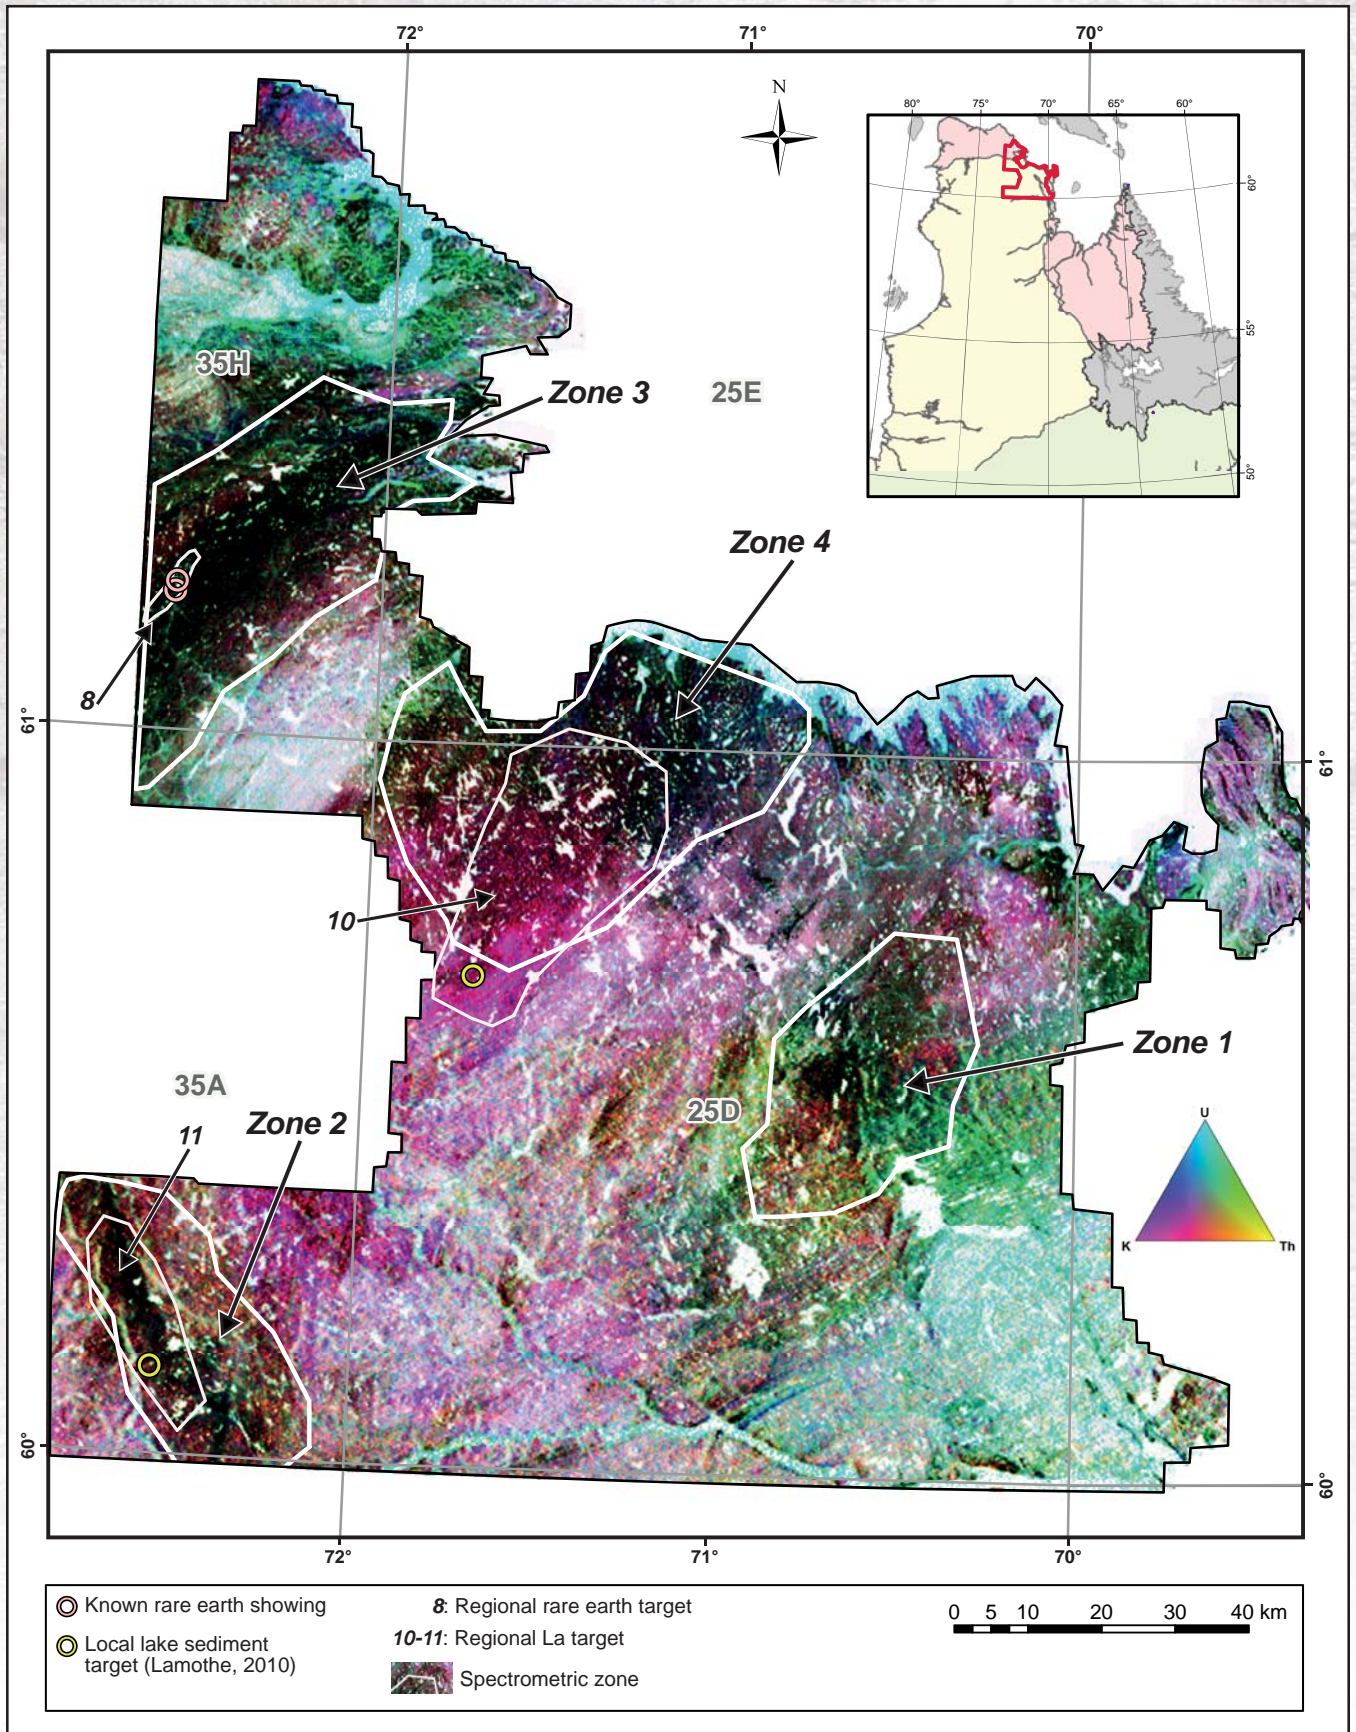 72°
71°
70°
N
80°
75°
70°
65°
60°
60°
55°
50°
35H
Zone 3
25E
Zone 4
8
61°
61°
10
Zone 1
35A
25D
11
Zone 2
U
K
Th
60°
60°
72°
71°
70°
Known rare earth showing
Local lake sediment
target (Lamothe, 2010)
8: Regional rare earth target
10-11: Regional La target
Spectrometric zone
0 5 10 20 30 40 km